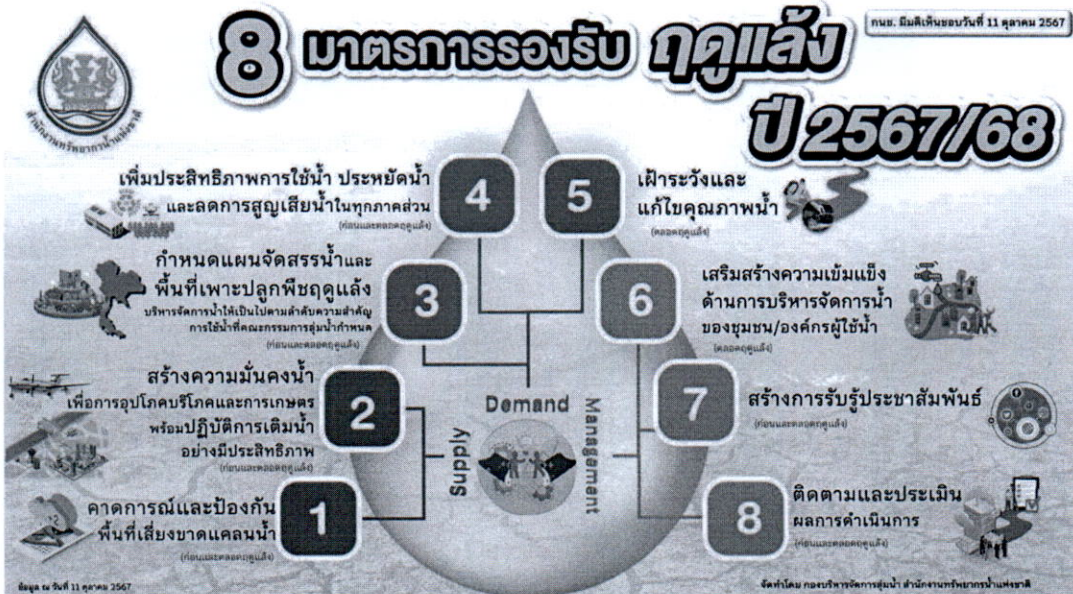 กนช. มีมติเห็นชอบวันที่ 11 ตุลาคม 2567
8 มาตรการรองรับ ฤดูแล้ง
ปี 2567/68
สำนักงานทรัพยากรน้ำแห่งชาติ
เพิ่มประสิทธิภาพการใช้น้ำ ประหยัดน้ำ
และลดการสูญเสียน้ำในทุกภาคส่วน
(ก่อนและตลอดฤดูแล้ง)
4
5
เฝ้าระวังและ
แก้ไขคุณภาพน้ำ
(ตลอดฤดูแล้ง)
กำหนดแผนจัดสรรน้ำและ
พื้นที่เพาะปลูกพืชฤดูแล้ง
บริหารจัดการน้ำให้เป็นไปตามลำดับความสำคัญ
การใช้น้ำที่คณะกรรมการลุ่มน้ำกำหนด
(ก่อนและตลอดฤดูแล้ง)
3
6
เสริมสร้างความเข้มแข็ง
ด้านการบริหารจัดการน้ำ
ของชุมชน/องค์กรผู้ใช้น้ำ
(ตลอดฤดูแล้ง)
สร้างความมั่นคงน้ำ
เพื่อการอุปโภคบริโภคและการเกษตร
พร้อมปฏิบัติการเติมน้ำ
อย่างมีประสิทธิภาพ
(ก่อนและตลอดฤดูแล้ง)
2
Supply
Demand
Management
7
สร้างการรับรู้ประชาสัมพันธ์
(ก่อนและตลอดฤดูแล้ง)
คาดการณ์และป้องกัน
พื้นที่เสี่ยงขาดแคลนน้ำ
(ก่อนและตลอดฤดูแล้ง)
1
8
ติดตามและประเมิน
ผลการดำเนินการ
(ก่อนและตลอดฤดูแล้ง)
ข้อมูล ณ วันที่ 11 ตุลาคม 2567
จัดทำโดย กองบริหารจัดการลุ่มน้ำ สำนักงานทรัพยากรน้ำแห่งชาติ